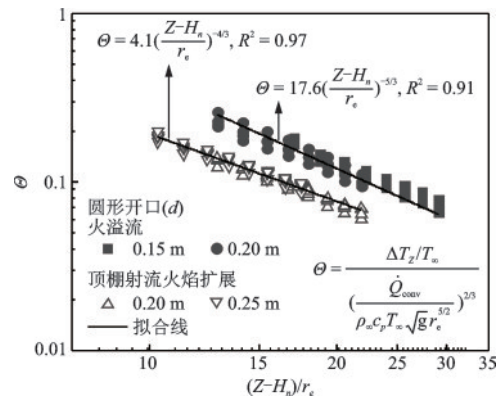 1
Θ=4.1(Z-Hn/re)^-4/3, R²=0.97
Θ=17.6(Z-Hn/re)^-5/3, R²=0.91
Θ
0.1
圆形开口(d)
火溢流
■ 0.15 m ● 0.20 m
顶棚射流火焰扩展
△ 0.20 m ▽ 0.25 m
— 拟合线
Θ=ΔT_Z/T∞/(Q̇conv/ρ∞cpT∞√g re^5/2)^2/3
0.01
10 15 20 25 30 35
(Z-Hn)/re